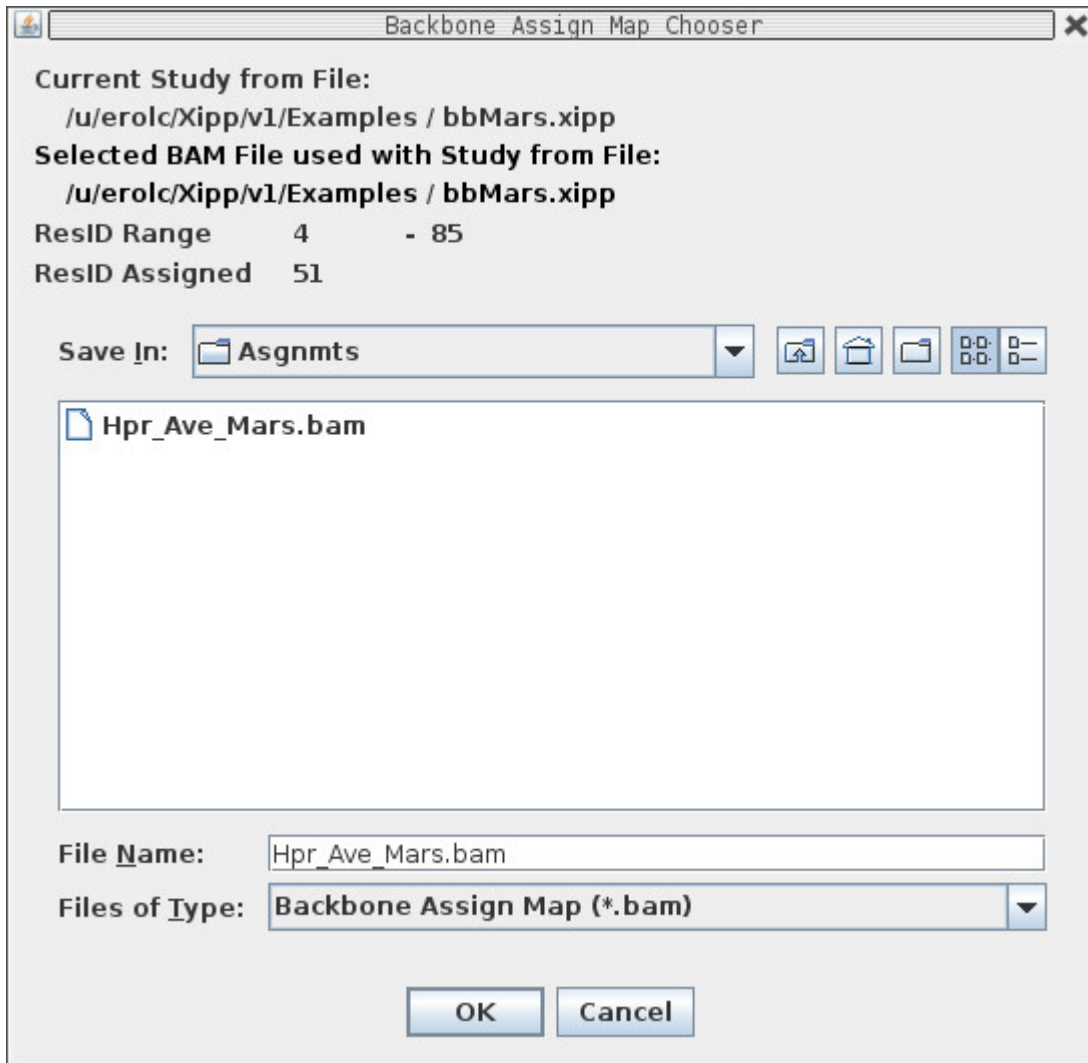 Backbone Assign Map Chooser
Current Study from File:
/u/erolc/Xipp/v1/Examples / bbMars.xipp
Selected BAM File used with Study from File:
/u/erolc/Xipp/v1/Examples / bbMars.xipp
ResID Range 4 - 85
ResID Assigned 51
Save In: Asgnmts
Hpr_Ave_Mars.bam
File Name: Hpr_Ave_Mars.bam
Files of Type: Backbone Assign Map (*.bam)
OK Cancel